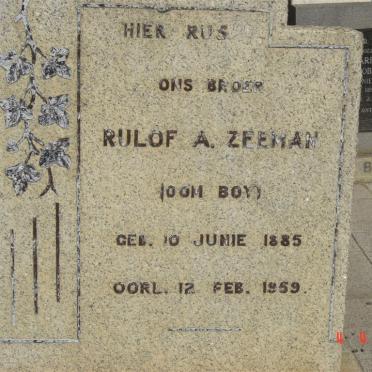 HIER RUS
ONS BROER
RULOF A. ZEEMAN
(OOM BOY)
GEB. 10 JUNIE 1885
OORL. 12 FEB. 1959.